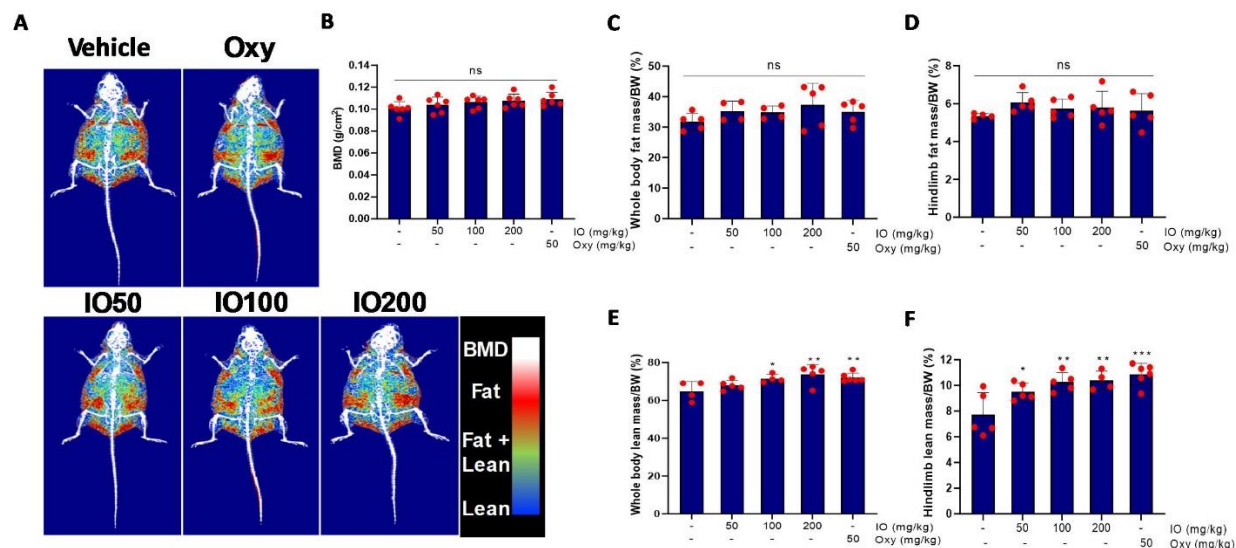 A
Vehicle
Oxy
IO50
IO100
IO200
BMD
Fat
Fat +
Lean
Lean
B
ns
BMD (g/cm²)
0.14
0.12
0.10
0.08
0.06
0.04
0.02
0.00
- 50 100 200 - IO (mg/kg)
- - - - 50 Oxy (mg/kg)
C
ns
Whole body fat mass/BW (%)
50
40
30
20
10
0
- 50 100 200 - IO (mg/kg)
- - - - 50 Oxy (mg/kg)
D
ns
Hindlimb fat mass/BW (%)
8
6
4
2
0
- 50 100 200 - IO (mg/kg)
- - - - 50 Oxy (mg/kg)
E
* ** **
Whole body lean mass/BW (%)
80
60
40
20
0
- 50 100 200 - IO (mg/kg)
- - - - 50 Oxy (mg/kg)
F
* ** ** ***
Hindlimb lean mass/BW (%)
12
10
8
6
4
2
0
- 50 100 200 - IO (mg/kg)
- - - - 50 Oxy (mg/kg)